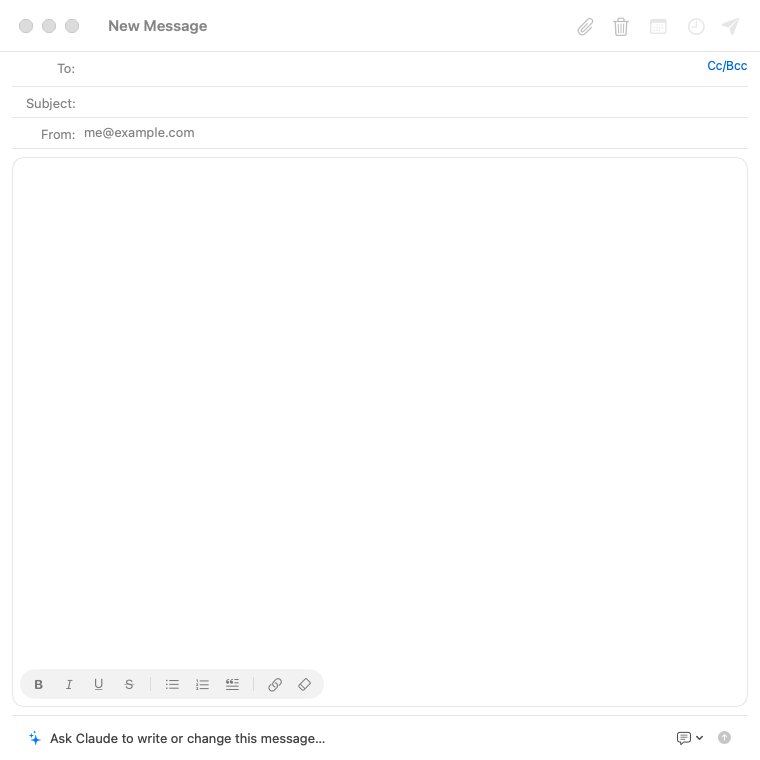 New Message
To:
Cc/Bcc
Subject:
From: me@example.com
B I U S
Ask Claude to write or change this message...